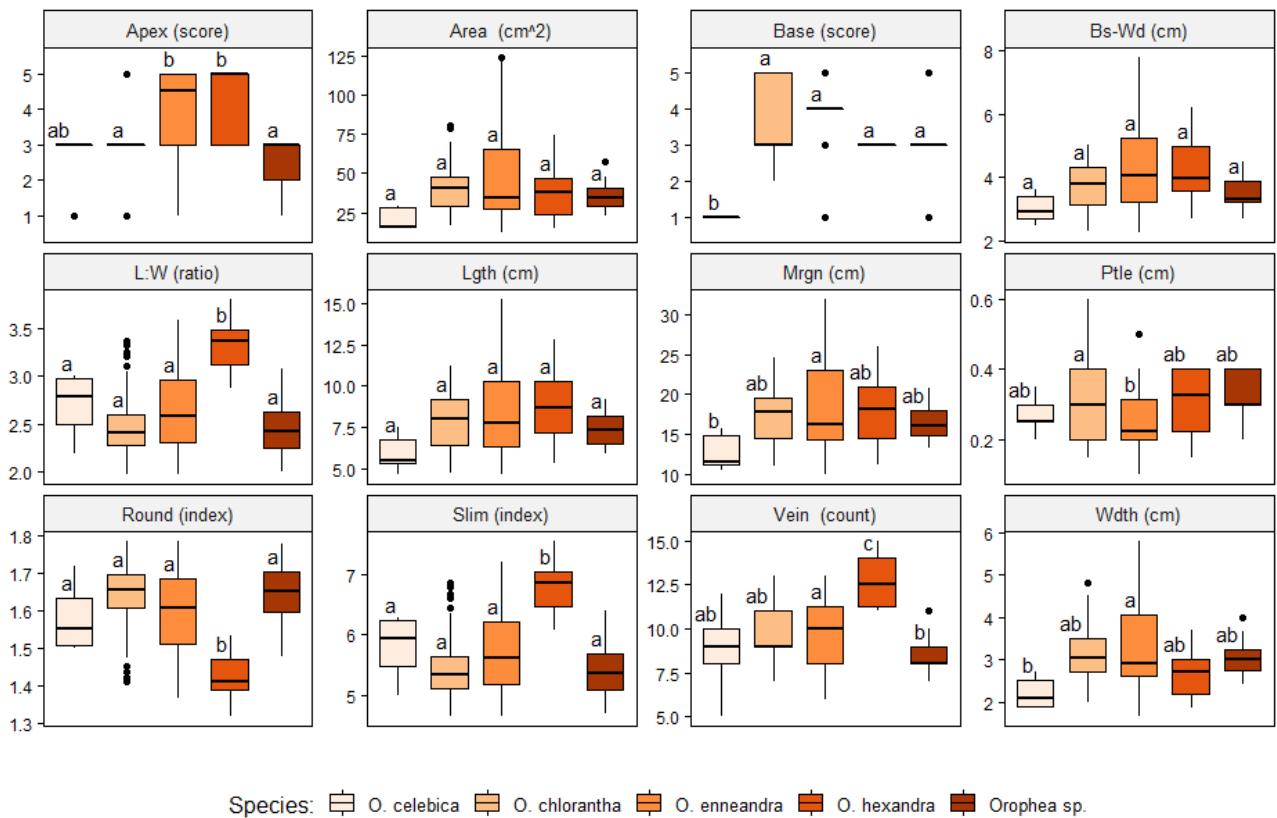 Apex (score) Area (cm^2) Base (score) Bs-Wd (cm)
5 4 3 2 1 ab a b b a
125 100 75 50 25 a a a a a
5 4 3 2 1 b a a a a
8 6 4 2 a a a a a
L:W (ratio) Lgth (cm) Mrgn (cm) Ptle (cm)
3.5 3.0 2.5 2.0 a a a b a
15.0 12.5 10.0 7.5 5.0 a a a a a
30 25 20 15 10 b ab a ab ab
0.6 0.4 0.2 ab a b ab ab
Round (index) Slim (index) Vein (count) Wdth (cm)
1.8 1.7 1.6 1.5 1.4 1.3 a a a b a
7 6 5 a a a b a
15.0 12.5 10.0 7.5 5.0 ab ab a c b
6 5 4 3 2 b ab a ab ab
Species: O. celebica O. chlorantha O. enneandra O. hexandra Orophea sp.